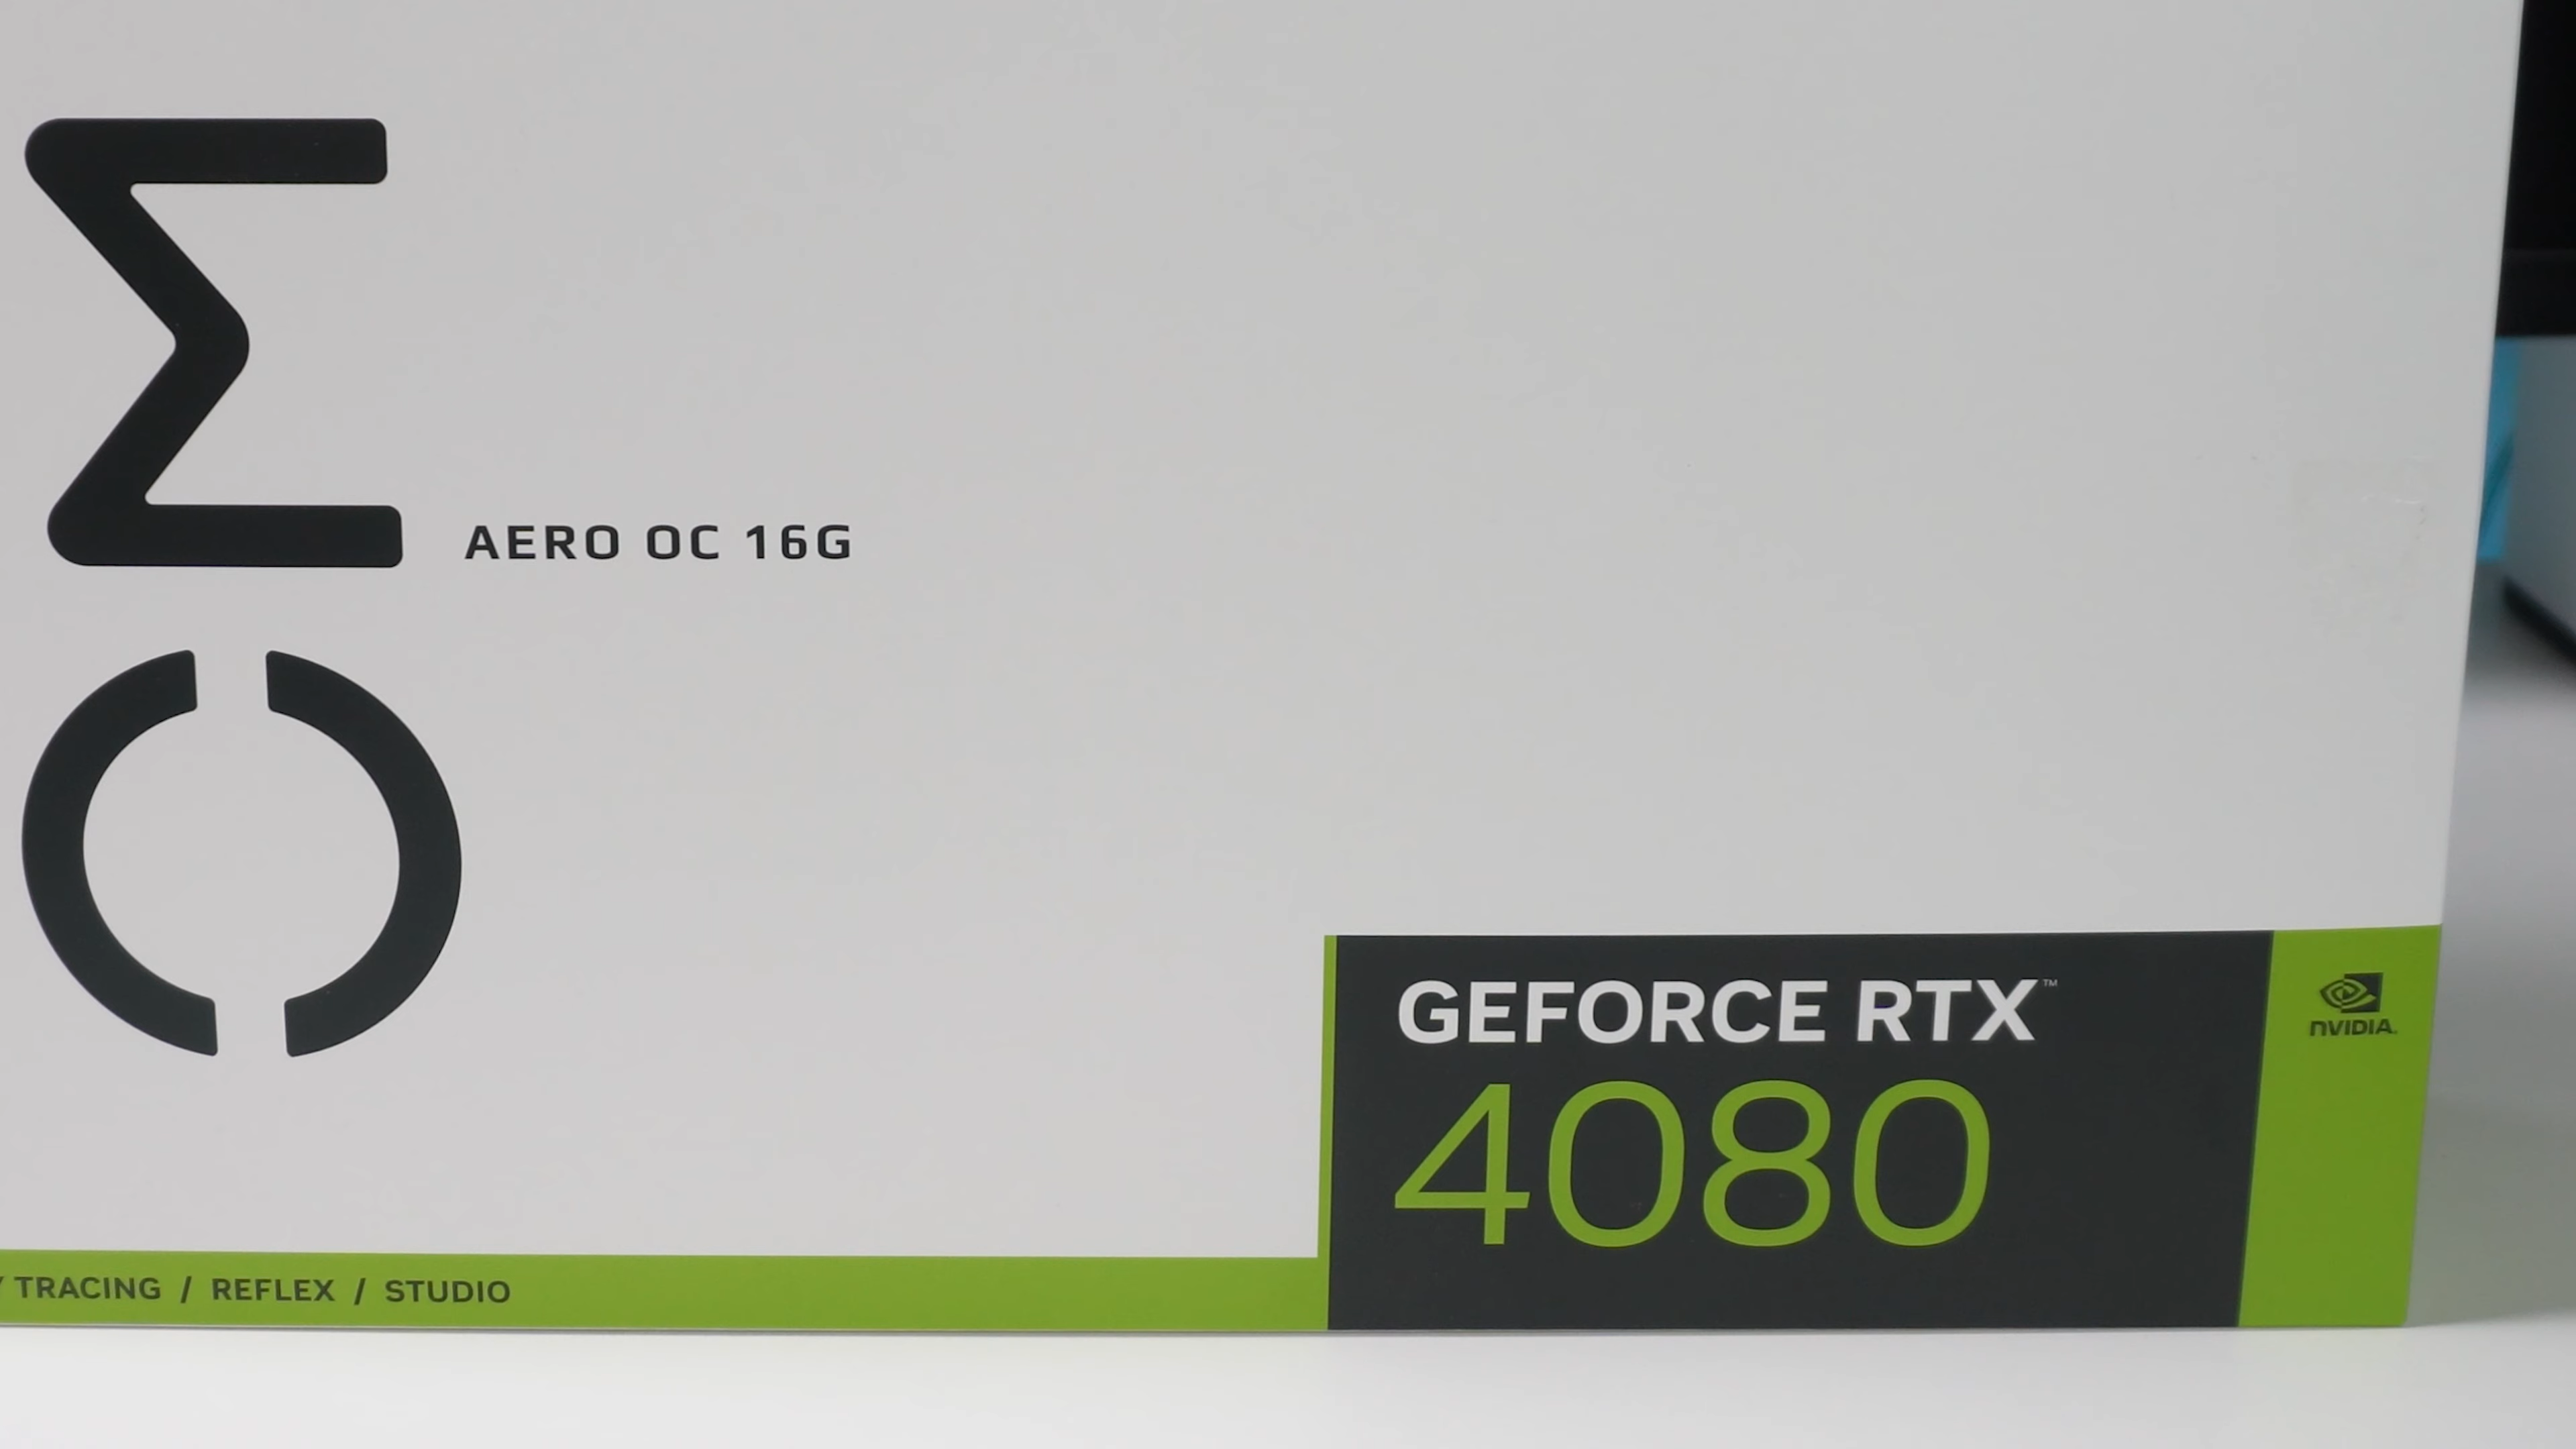 AERO OC 16G
GEFORCE RTX™
4080
NVIDIA.
TRACING / REFLEX / STUDIO